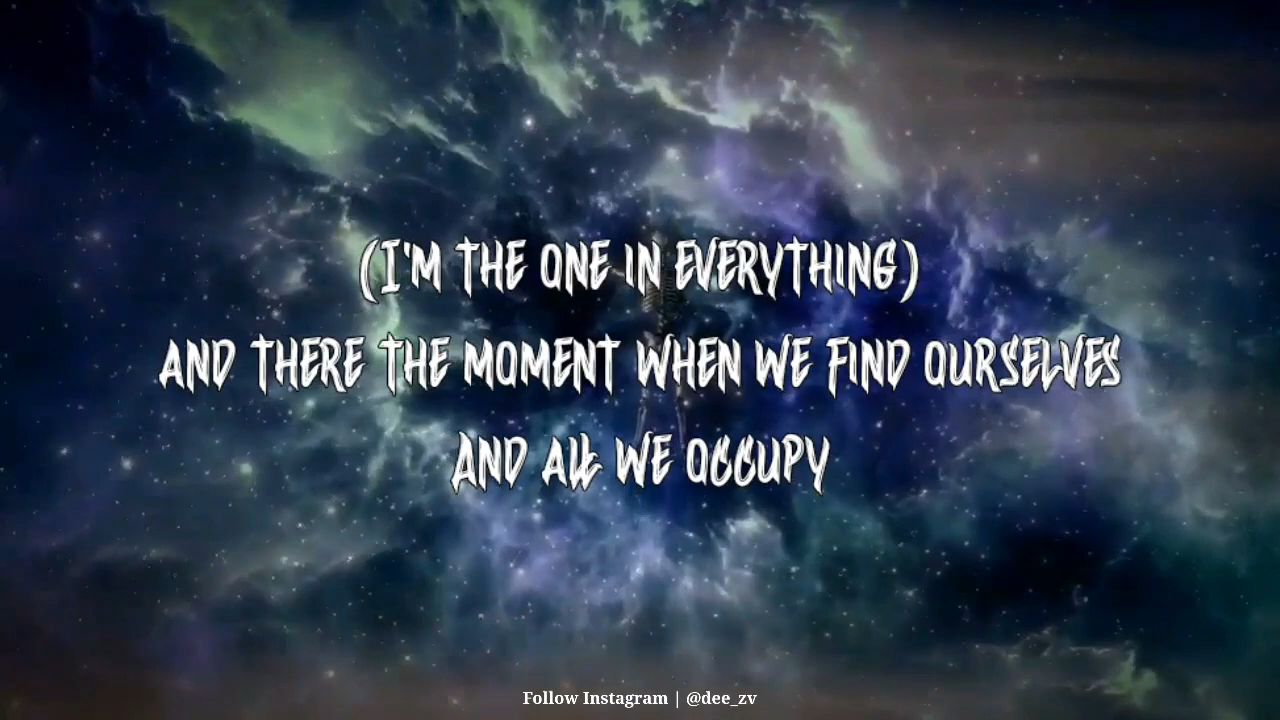 (I'M THE ONE IN EVERYTHING)
AND THERE THE MOMENT WHEN WE FIND OURSELVES
AND ALL WE OCCUPY
Follow Instagram | @dee_zv